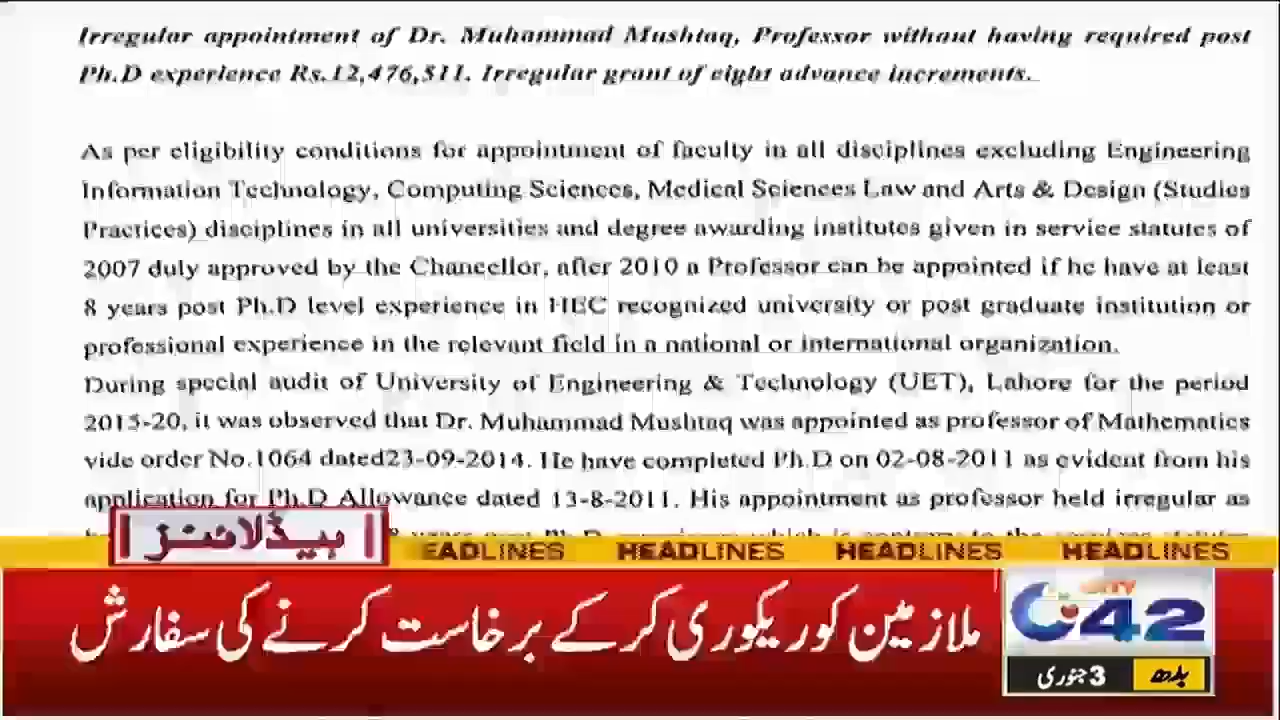 Irregular appointment of Dr. Muhammad Mushtaq, Professor without having required post
Ph.D experience Rs.12,476,511. Irregular grant of eight advance increments.
As per eligibility conditions for appointment of faculty in all disciplines excluding Engineering
Information Technology, Computing Sciences, Medical Sciences Law and Arts & Design (Studies
Practices) disciplines in all universities and degree awarding institutes given in service statutes of
2007 duly approved by the Chancellor, after 2010 a Professor can be appointed if he have at least
8 years post Ph.D level experience in HEC recognized university or post graduate institution or
professional experience in the relevant field in a national or international organization.
During special audit of University of Engineering & Technology (UET), Lahore for the period
2015-20, it was observed that Dr. Muhammad Mushtaq was appointed as professor of Mathematics
vide order No.1064 dated23-09-2014. He have completed Ph.D on 02-08-2011 as evident from his
application for Ph.D Allowance dated 13-8-2011. His appointment as professor held irregular as
ہیڈلائنز
EADLINES HEADLINES HEADLINES HEADLINES
ملازمین کو ریکوری کر کے برخاست کرنے کی سفارش
CITY 42
بدھ 3 جنوری